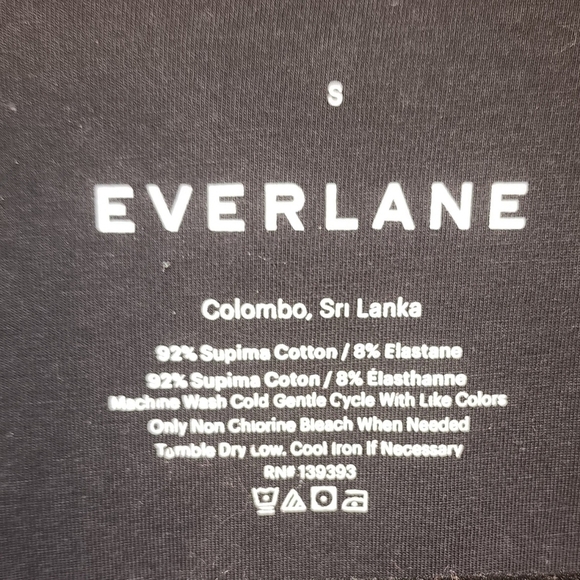 S
EVERLANE
Colombo, Sri Lanka
92% Supima Cotton / 8% Elastane
92% Supima Coton / 8% Élasthanne
Machine Wash Cold Gentle Cycle With Like Colors
Only Non Chlorine Bleach When Needed
Tumble Dry Low. Cool Iron If Necessary
RN# 139393